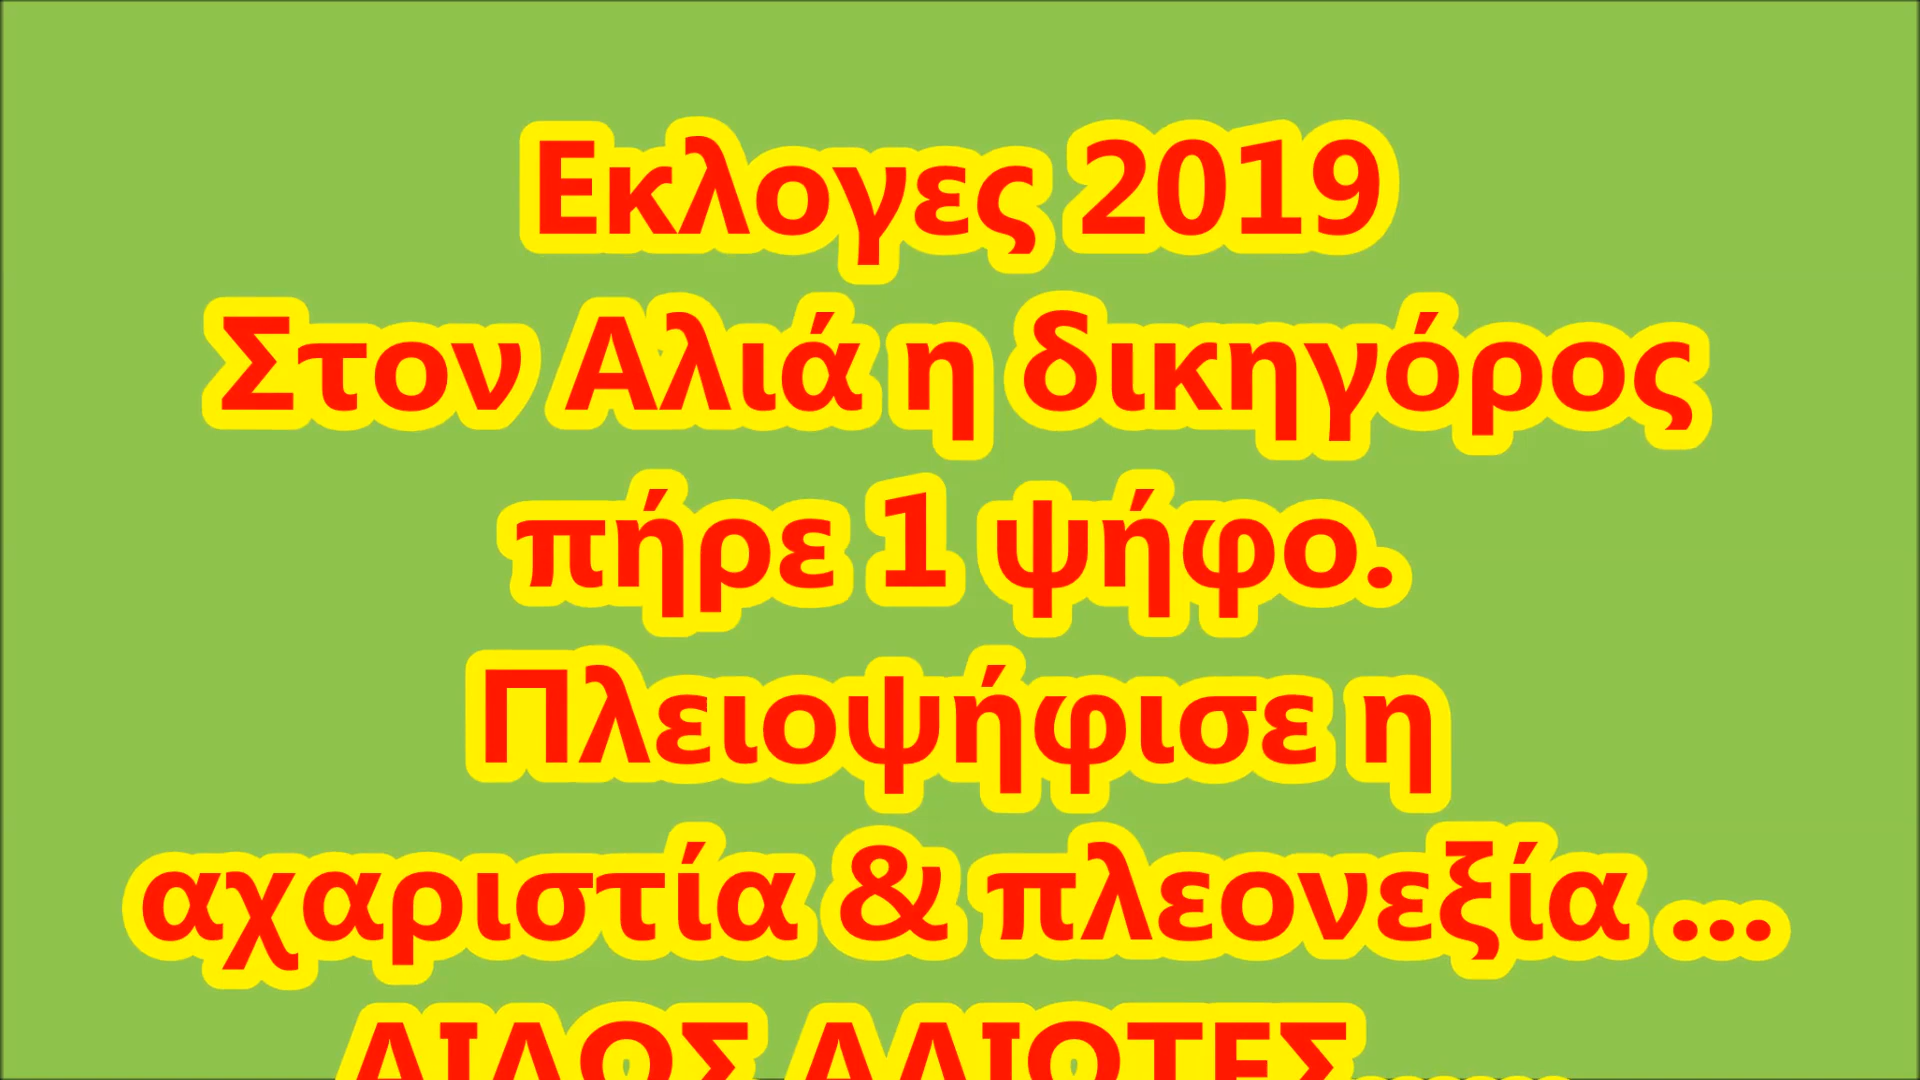 Εκλογες 2019
Στον Αλιά η δικηγόρος
πήρε 1 ψήφο.
Πλειοψήφισε η
αχαριστία & πλεονεξία ...